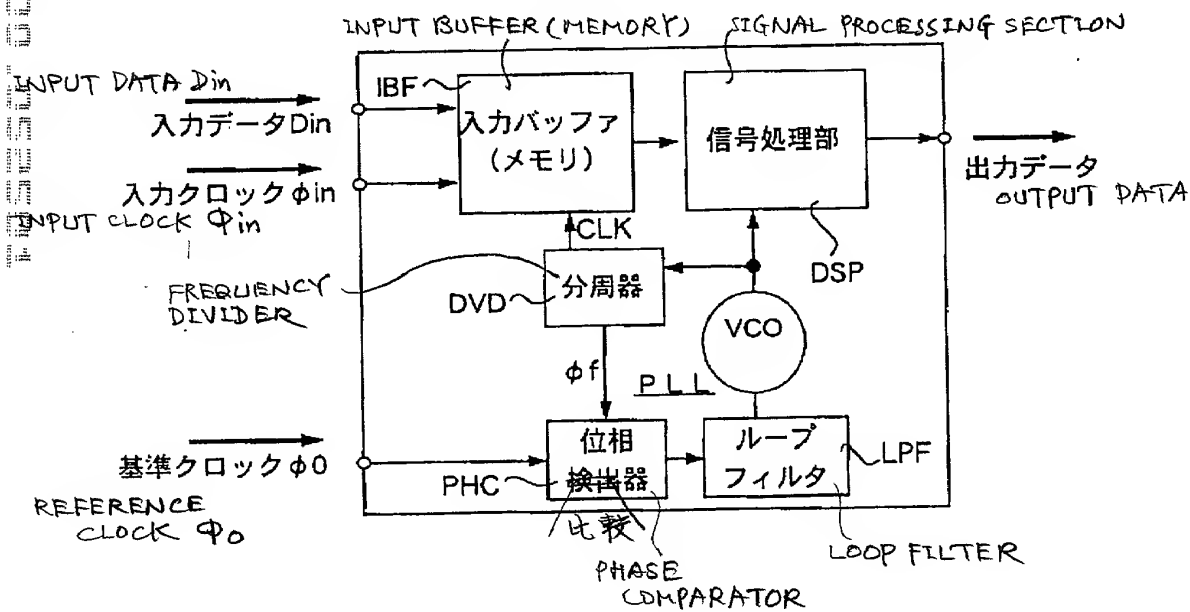 INPUT BUFFER (MEMORY)
SIGNAL PROCESSING SECTION
INPUT DATA Din
入力データDin
IBF
入力バッファ
(メモリ)
信号処理部
出力データ
OUTPUT DATA
入力クロックφin
INPUT CLOCK Φin
CLK
DSP
FREQUENCY
DIVIDER
DVD
分周器
VCO
φf
PLL
基準クロックφ0
REFERENCE
CLOCK Φ0
PHC
位相
検出器
比較
ループ
フィルタ
LPF
LOOP FILTER
PHASE
COMPARATOR